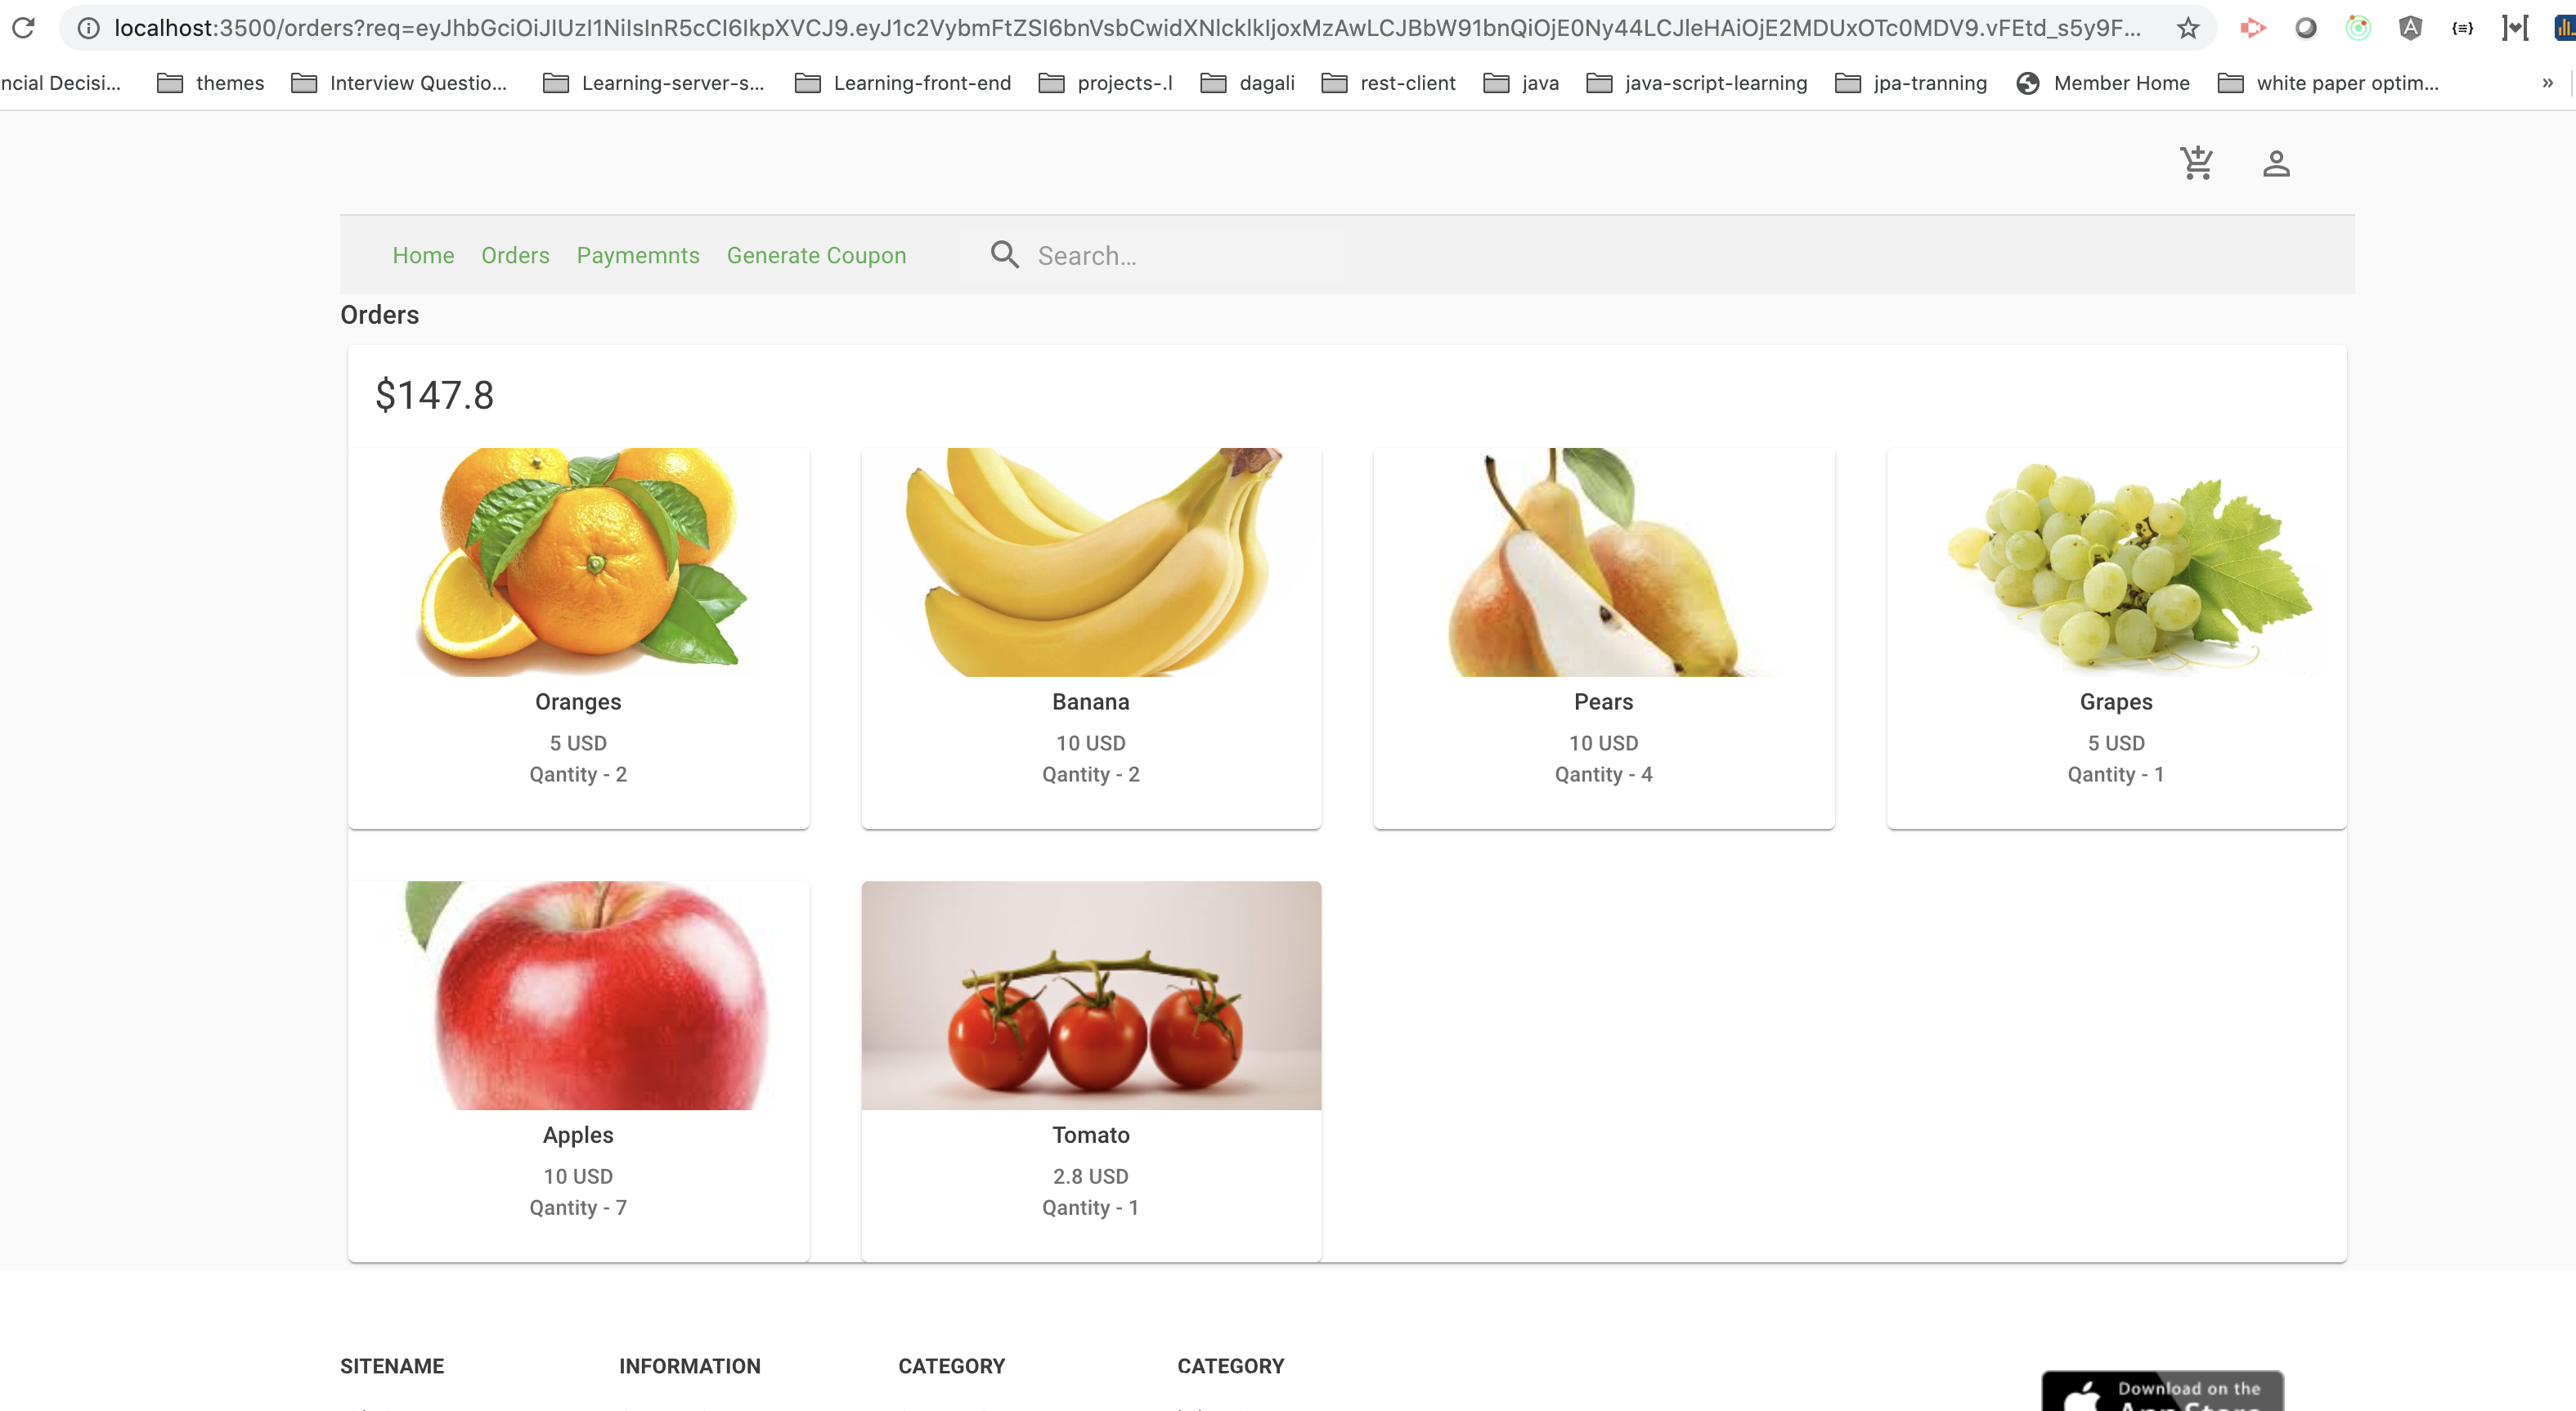 localhost:3500/orders?req=eyJhbGciOiJIUzI1NiIsInR5cCI6IkpXVCJ9.eyJ1c2VybmFtZSI6bnVsbCwidXNlcklkIjoxMzAwLCJBbW91bnQiOjE0Ny44LCJleHAiOjE2MDUxOTc0MDV9.vFEtd_s5y9F...
ncial Decisi... themes Interview Questio... Learning-server-s... Learning-front-end projects-.l dagali rest-client java java-script-learning jpa-tranning Member Home white paper optim... »
Home Orders Paymemnts Generate Coupon Search...
Orders
$147.8
Oranges Banana Pears Grapes
5 USD 10 USD 10 USD 5 USD
Qantity - 2 Qantity - 2 Qantity - 4 Qantity - 1
Apples Tomato
10 USD 2.8 USD
Qantity - 7 Qantity - 1
SITENAME INFORMATION CATEGORY CATEGORY
Download on the
App Store